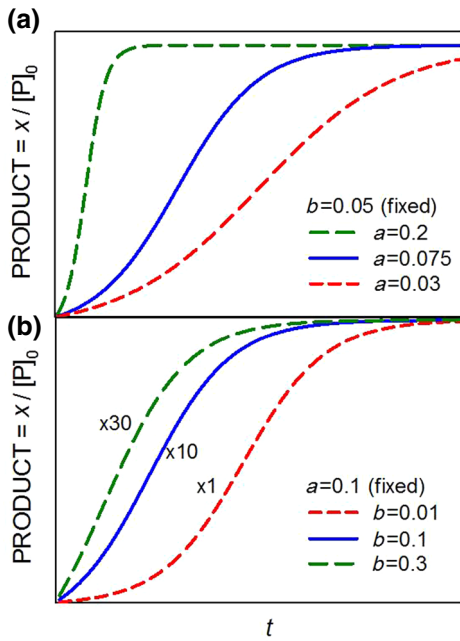 (a)
PRODUCT = x / [P]₀
b=0.05 (fixed)
a=0.2
a=0.075
a=0.03
(b)
PRODUCT = x / [P]₀
x30
x10
x1
a=0.1 (fixed)
b=0.01
b=0.1
b=0.3
t